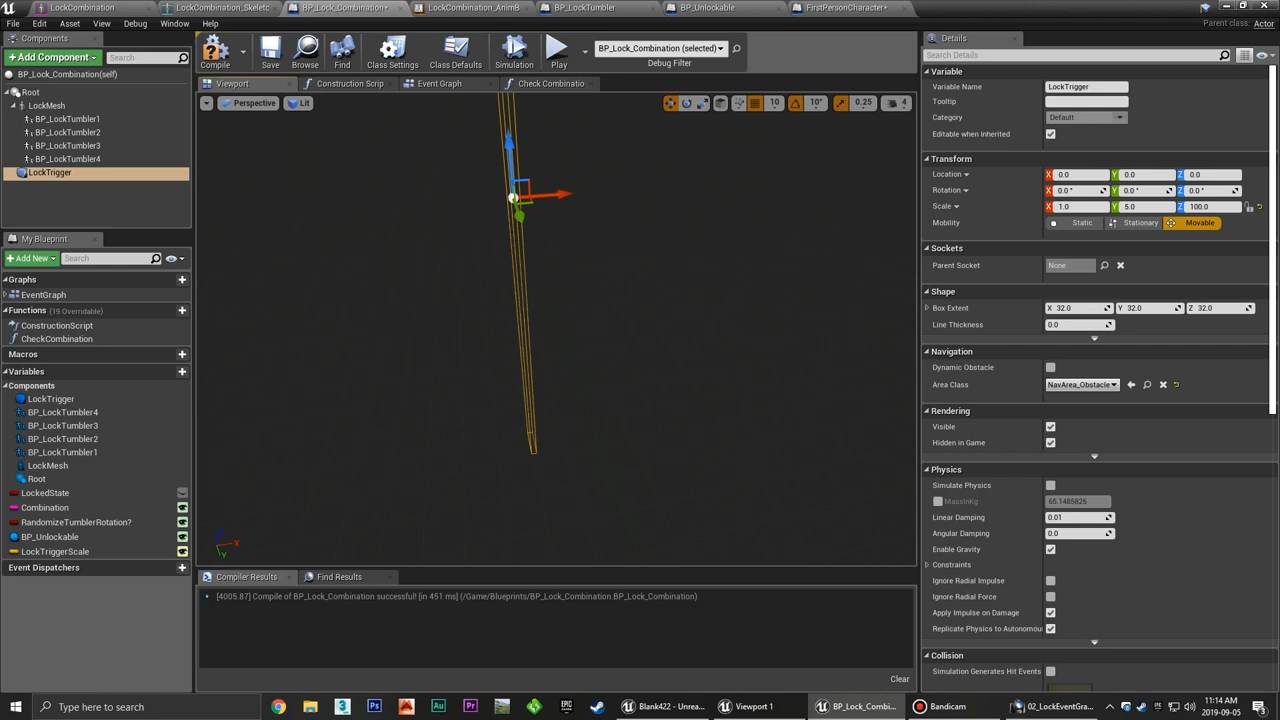 LockCombination
LockCombination_Skeletc
BP_Lock_Combination*
LockCombination_AnimB
BP_LockTumbler
BP_Unlockable
FirstPersonCharacter*
File Edit Asset View Debug Window Help
Parent class: Actor
Components
Add Component
Search
BP_Lock_Combination(self)
Root
LockMesh
BP_LockTumbler1
BP_LockTumbler2
BP_LockTumbler3
BP_LockTumbler4
LockTrigger
My Blueprint
Add New
Search
Graphs
EventGraph
Functions (19 Overridable)
ConstructionScript
CheckCombination
Macros
Variables
Components
LockTrigger
BP_LockTumbler4
BP_LockTumbler3
BP_LockTumbler2
BP_LockTumbler1
LockMesh
Root
LockedState
Combination
RandomizeTumblerRotation?
BP_Unlockable
LockTriggerScale
Event Dispatchers
Compile
Save
Browse
Find
Class Settings
Class Defaults
Simulation
Play
BP_Lock_Combination (selected)
Debug Filter
Viewport
Construction Scrip
Event Graph
Check Combinatio
Perspective
Lit
10
10°
0.25
4
X
Y
Compiler Results
Find Results
[4005.87] Compile of BP_Lock_Combination successful! [in 451 ms] (/Game/Blueprints/BP_Lock_Combination.BP_Lock_Combination)
Clear
Details
Search Details
Variable
Variable Name LockTrigger
Tooltip
Category Default
Editable when Inherited
Transform
Location X 0.0 Y 0.0 Z 0.0
Rotation X 0.0 ° Y 0.0 ° Z 0.0 °
Scale X 1.0 Y 5.0 Z 100.0
Mobility Static Stationary Movable
Sockets
Parent Socket None
Shape
Box Extent X 32.0 Y 32.0 Z 32.0
Line Thickness 0.0
Navigation
Dynamic Obstacle
Area Class NavArea_Obstacle
Rendering
Visible
Hidden in Game
Physics
Simulate Physics
MassInKg 65.1485825
Linear Damping 0.01
Angular Damping 0.0
Enable Gravity
Constraints
Ignore Radial Impulse
Ignore Radial Force
Apply Impulse on Damage
Replicate Physics to Autonomou
Collision
Simulation Generates Hit Events
Type here to search
Blank422 - Unrea...
Viewport 1
BP_Lock_Combi...
Bandicam
02_LockEventGra...
11:14 AM
2019-09-05